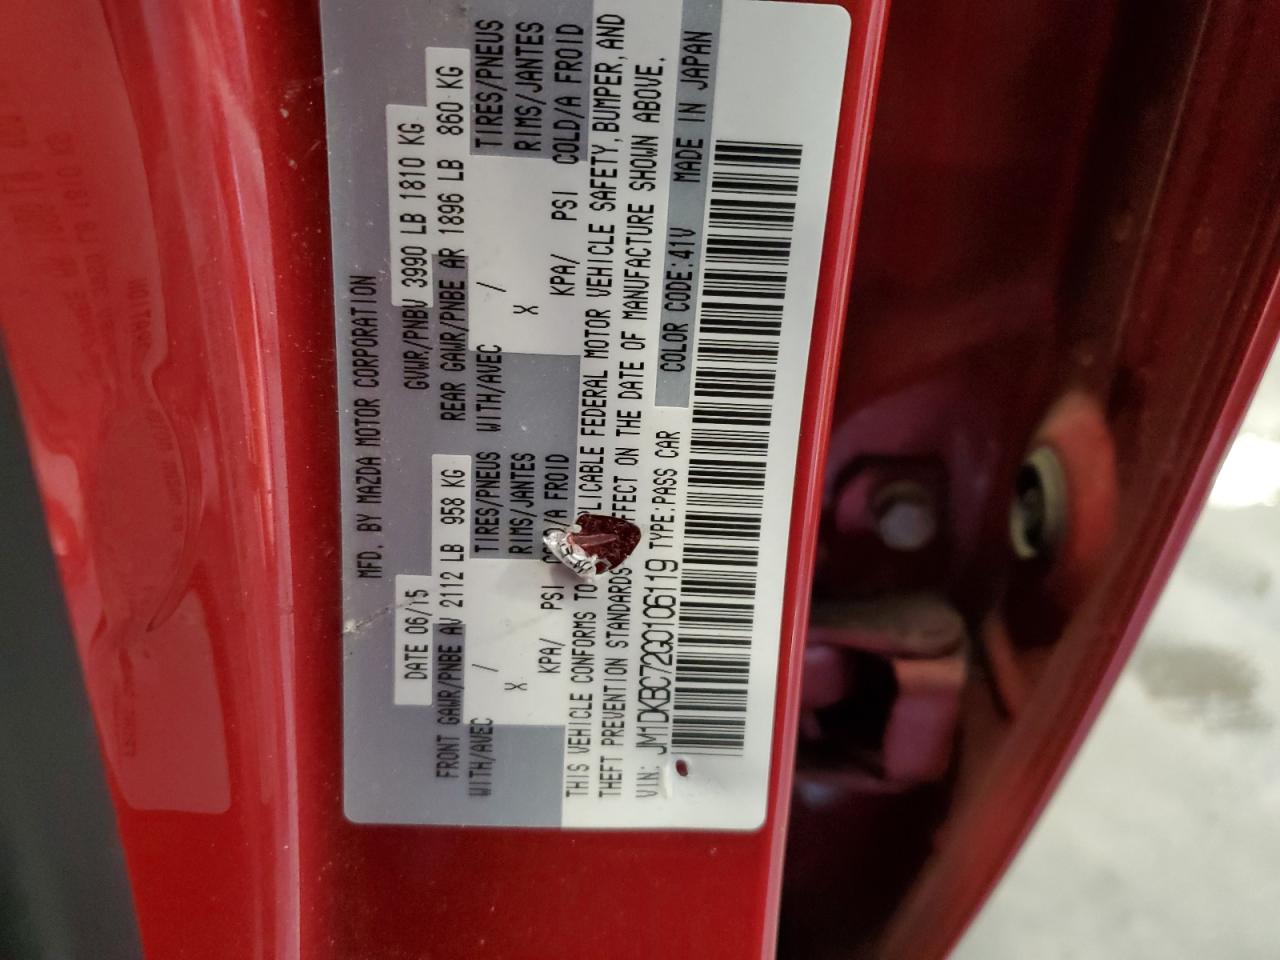 MFD. BY MAZDA MOTOR CORPORATION
DATE 06/15 GVWR/PNBV 3990 LB 1810 KG
FRONT GAWR/PNBE AV 2112 LB 958 KG REAR GAWR/PNBE AR 1896 LB 860 KG
WITH/AVEC / TIRES/PNEUS WITH/AVEC / TIRES/PNEUS
X RIMS/JANTES X RIMS/JANTES
KPA/ PSI /A FROID KPA/ PSI COLD/A FROID
THIS VEHICLE CONFORMS TO LICABLE FEDERAL MOTOR VEHICLE SAFETY, BUMPER, AND
THEFT PREVENTION STANDARDS FFECT ON THE DATE OF MANUFACTURE SHOWN ABOVE.
VIN: JM1DKBC72G0106119 TYPE:PASS CAR COLOR CODE:41V MADE IN JAPAN